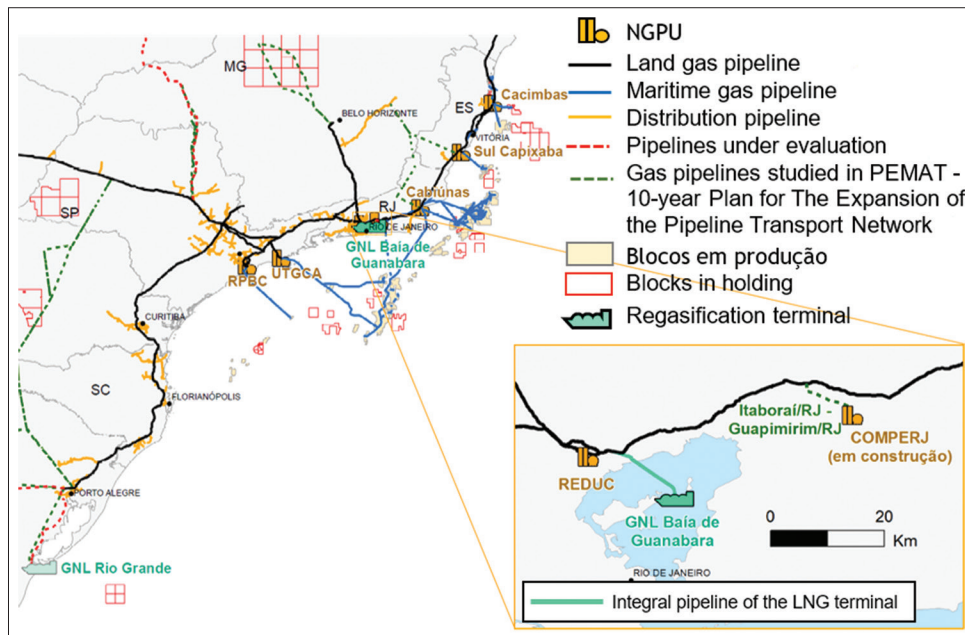 NGPU
Land gas pipeline
Maritime gas pipeline
Distribution pipeline
Pipelines under evaluation
Gas pipelines studied in PEMAT -
10-year Plan for The Expansion of
the Pipeline Transport Network
Blocos em produção
Blocks in holding
Regasification terminal
MG
BELO HORIZONTE
ES
Cacimbas
VITÓRIA
Sul Capixaba
SP
RJ
Cabiúnas
RIO DE JANEIRO
GNL Baía de
Guanabara
RPBC
UTGCA
CURITIBA
SC
FLORIANÓPOLIS
PORTO ALEGRE
GNL Rio Grande
Itaboraí/RJ -
Guapimirim/RJ
COMPERJ
(em construção)
REDUC
GNL Baía de
Guanabara
0 20
Km
RIO DE JANEIRO
Integral pipeline of the LNG terminal